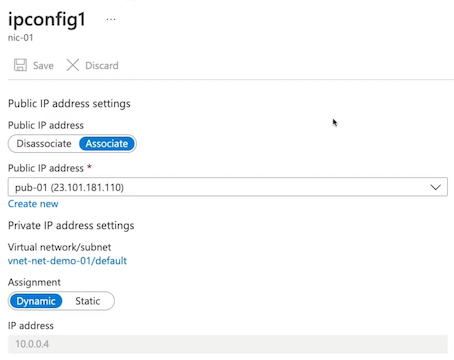 ipconfig1 ...
nic-01
Save Discard
Public IP address settings
Public IP address
Disassociate Associate
Public IP address *
pub-01 (23.101.181.110)
Create new
Private IP address settings
Virtual network/subnet
vnet-net-demo-01/default
Assignment
Dynamic Static
IP address
10.0.0.4